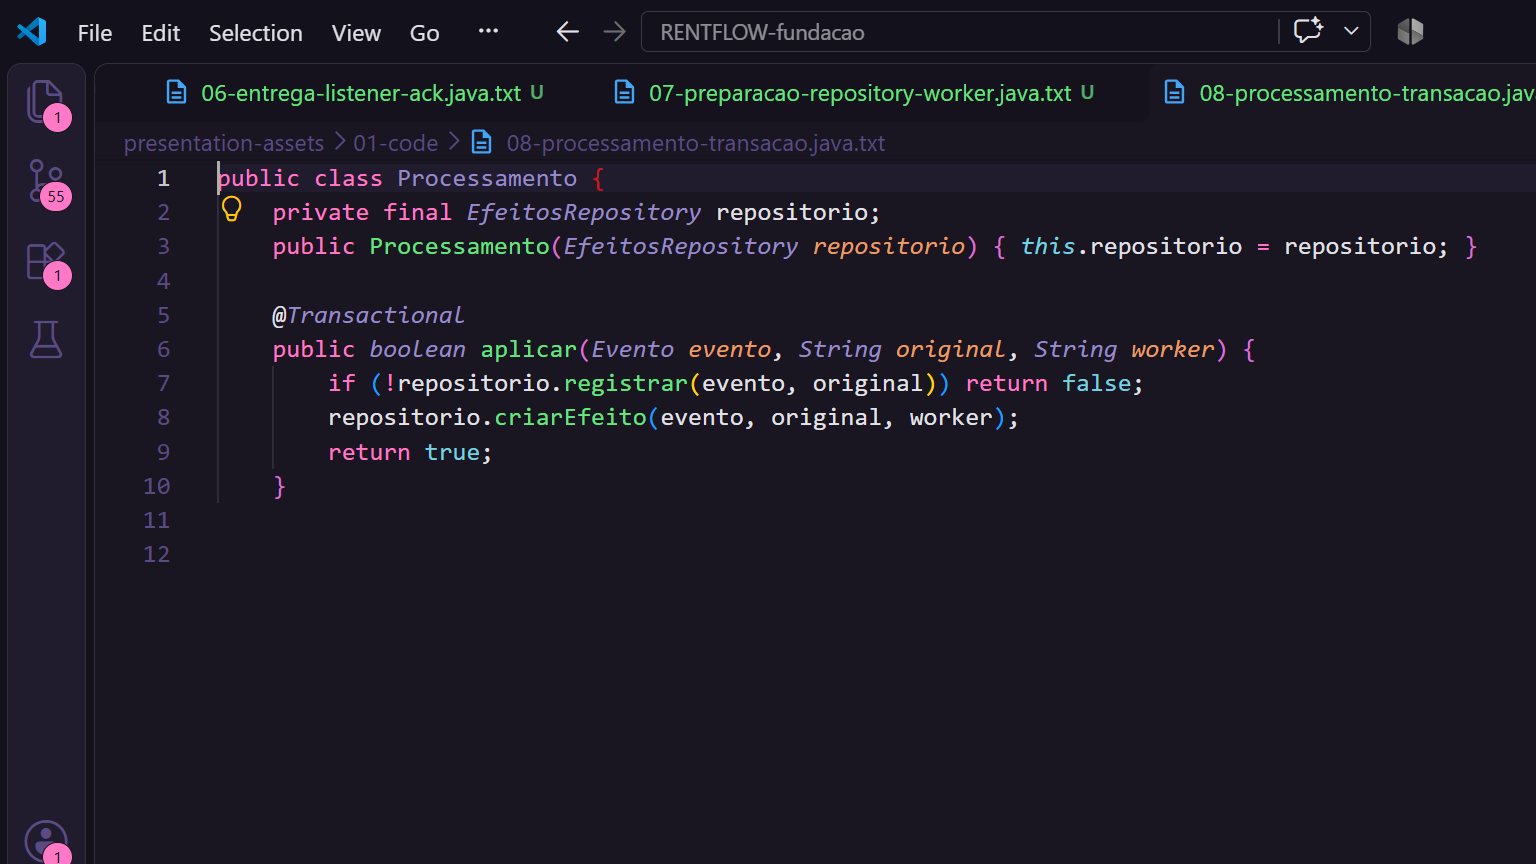 File Edit Selection View Go ··· RENTFLOW-fundacao
06-entrega-listener-ack.java.txt U 07-preparacao-repository-worker.java.txt U 08-processamento-transacao.jav
presentation-assets > 01-code > 08-processamento-transacao.java.txt
1 public class Processamento {
2 private final EfeitosRepository repositorio;
3 public Processamento(EfeitosRepository repositorio) { this.repositorio = repositorio; }
4
5 @Transactional
6 public boolean aplicar(Evento evento, String original, String worker) {
7 if (!repositorio.registrar(evento, original)) return false;
8 repositorio.criarEfeito(evento, original, worker);
9 return true;
10 }
11
12
1
55
1
1